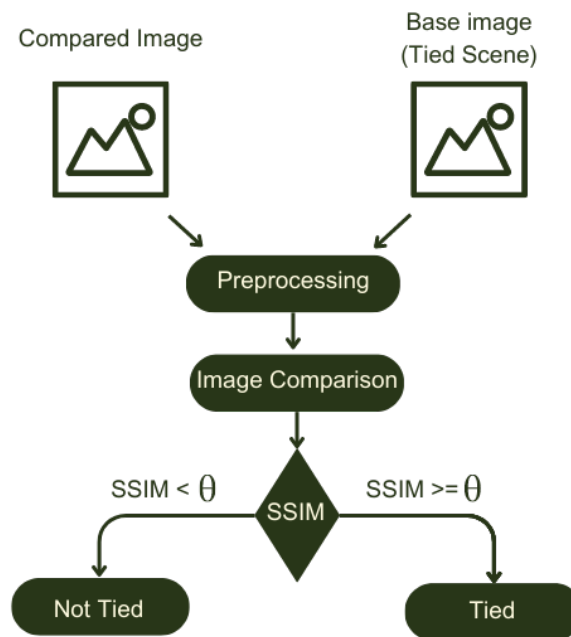 Compared Image
Base image
(Tied Scene)
Preprocessing
Image Comparison
SSIM < θ
SSIM >= θ
SSIM
Not Tied
Tied